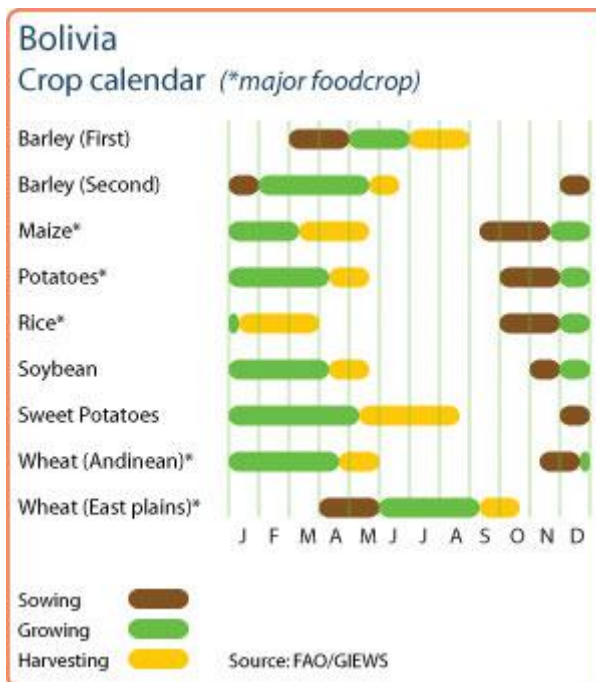 Bolivia
Crop calendar (*major foodcrop)
Barley (First)
Barley (Second)
Maize*
Potatoes*
Rice*
Soybean
Sweet Potatoes
Wheat (Andinean)*
Wheat (East plains)*
J F M A M J J A S O N D
Sowing
Growing
Harvesting
Source: FAO/GIEWS